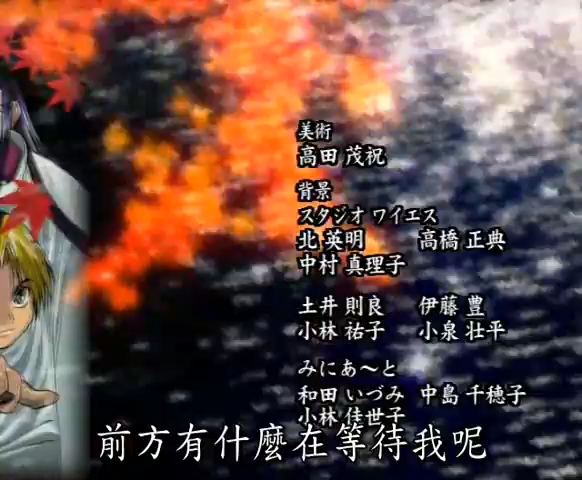 美術
高田 茂祝
背景
スタジオ ワイエス
北 英明　　高橋 正典
中村 真理子
土井 則良　　伊藤 豊
小林 祐子　　小泉 壮平
みにあ〜と
和田 いづみ　中島 千穂子
小林 佳世子
前方有什麼在等待我呢